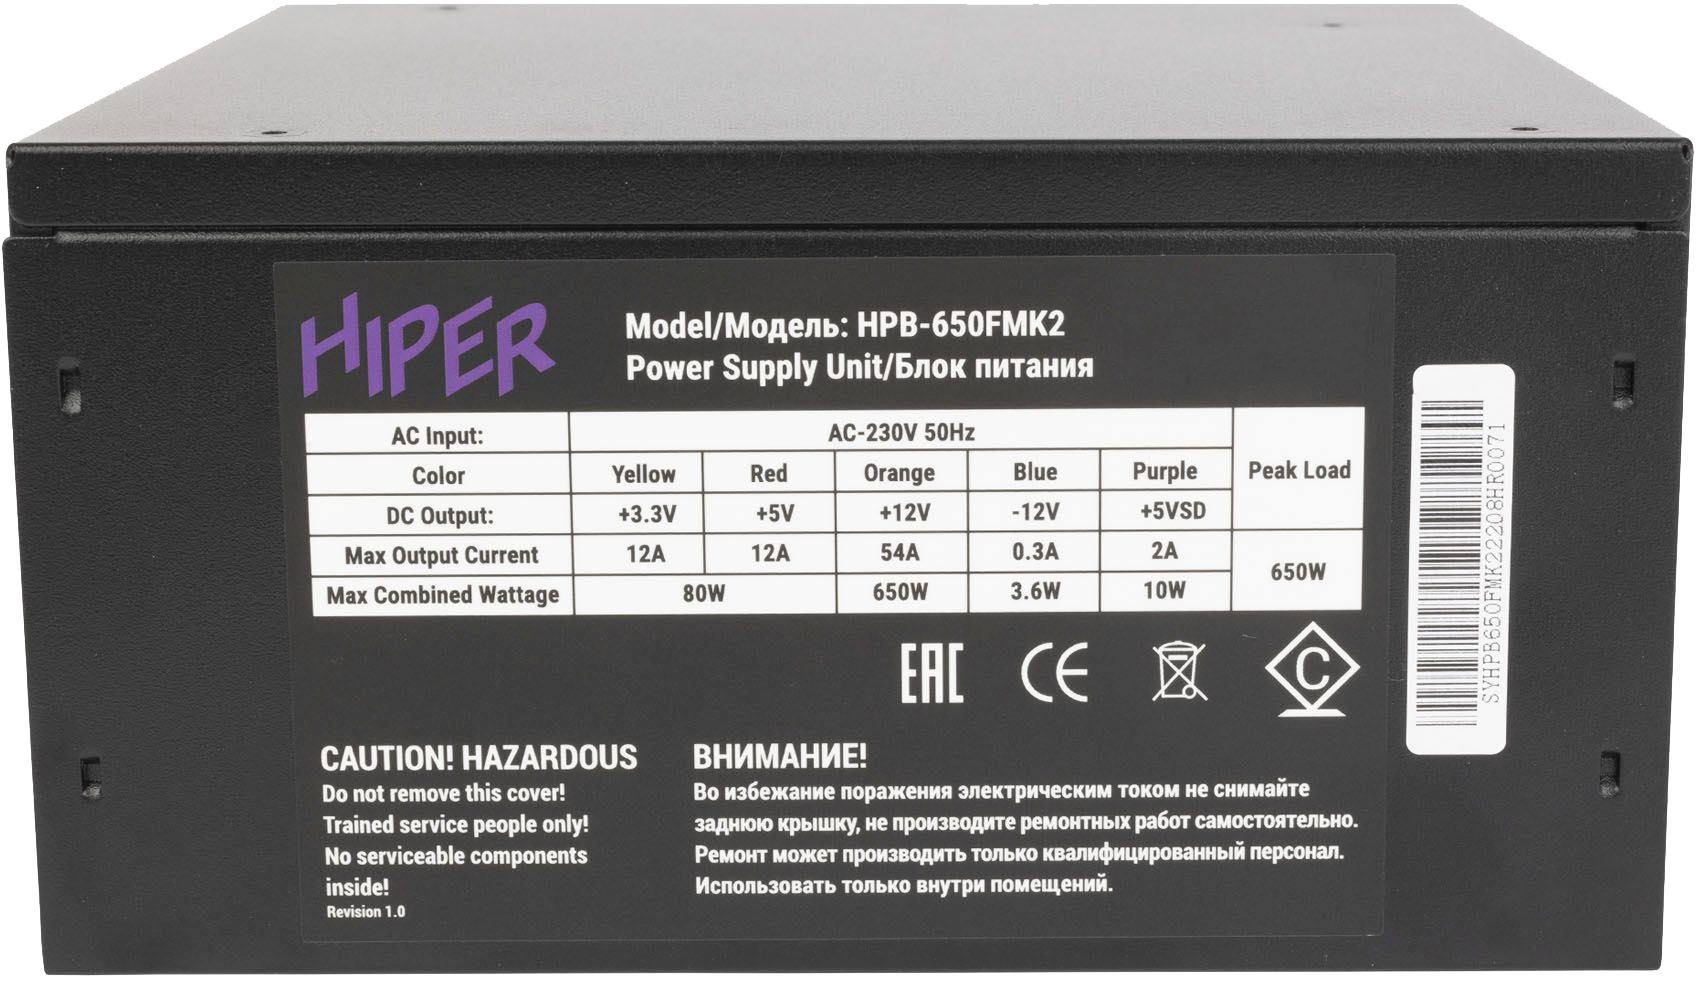 HIPER
Model/Модель: HPB-650FMK2
Power Supply Unit/Блок питания
AC Input: AC-230V 50Hz Peak Load
Color Yellow Red Orange Blue Purple
DC Output: +3.3V +5V +12V -12V +5VSD
Max Output Current 12A 12A 54A 0.3A 2A 650W
Max Combined Wattage 80W 650W 3.6W 10W
EAC CE C
CAUTION! HAZARDOUS
Do not remove this cover!
Trained service people only!
No serviceable components
inside!
Revision 1.0
ВНИМАНИЕ!
Во избежание поражения электрическим током не снимайте
заднюю крышку, не производите ремонтных работ самостоятельно.
Ремонт может производить только квалифицированный персонал.
Использовать только внутри помещений.
SYHPB650FMK22208HR0071